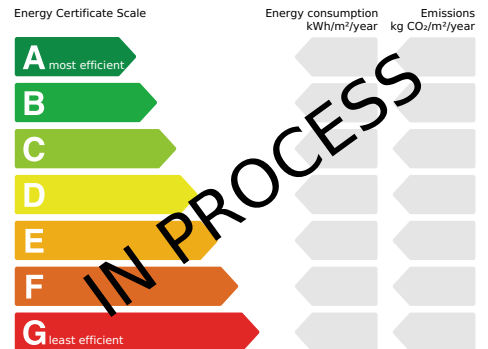 Energy Certificate Scale
Energy consumption
kWh/m²/year
Emissions
kg CO₂/m²/year
A most efficient
B
C
D
E
F
G least efficient
IN PROCESS